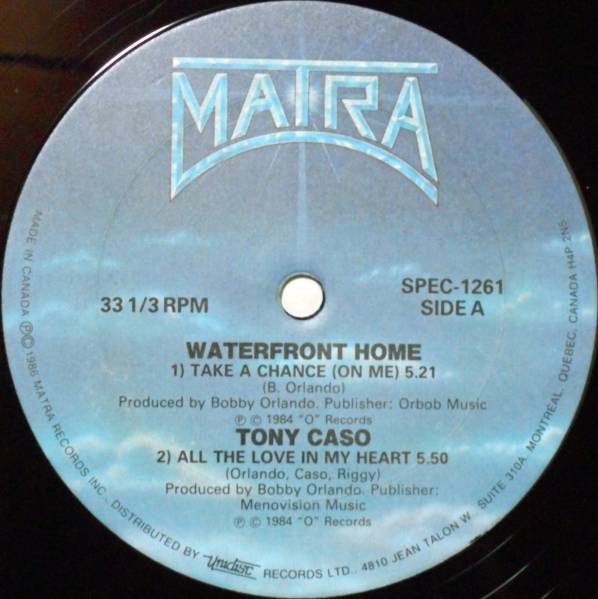 MATRA
33 1/3 RPM
SPEC-1261
SIDE A
WATERFRONT HOME
1) TAKE A CHANCE (ON ME) 5.21
(B. Orlando)
Produced by Bobby Orlando. Publisher: Orbob Music
℗ © 1984 "O" Records
TONY CASO
2) ALL THE LOVE IN MY HEART 5.50
(Orlando, Caso, Riggy)
Produced by Bobby Orlando. Publisher:
Menovision Music
℗ © 1984 "O" Records
MADE IN CANADA ℗© 1986 MATRA RECORDS INC. DISTRIBUTED BY Unidisc RECORDS LTD.. 4810 JEAN TALON W. SUITE 310A, MONTRÉAL, QUEBEC, CANADA H4P 2N5